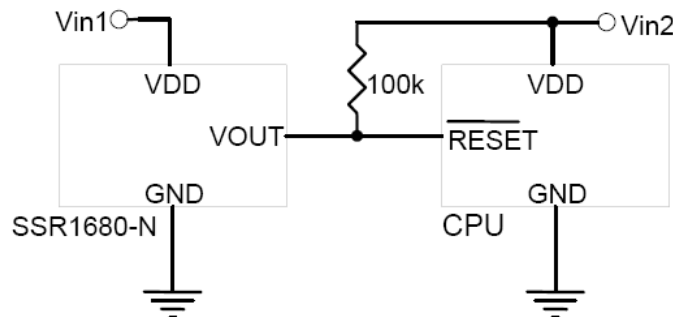 Vin1
Vin2
VDD
100k
VDD
VOUT
RESET
GND
GND
SSR1680-N
CPU